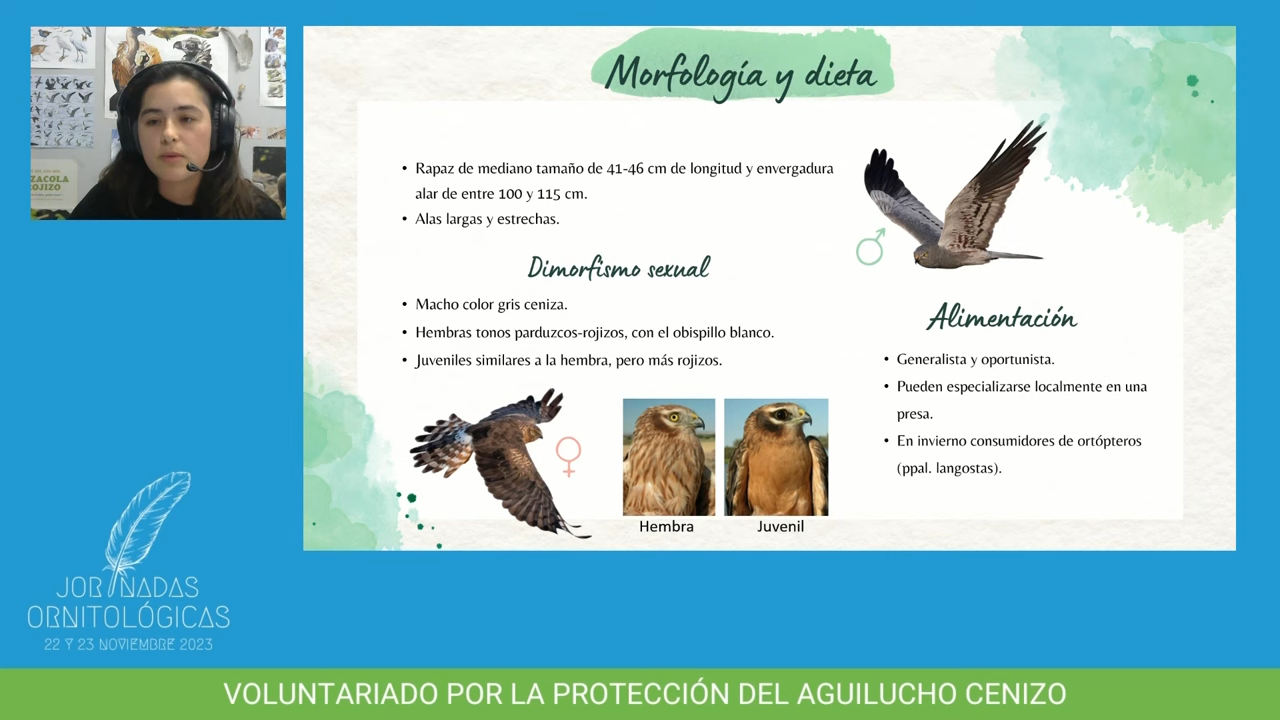 Morfología y dieta
• Rapaz de mediano tamaño de 41-46 cm de longitud y envergadura
alar de entre 100 y 115 cm.
• Alas largas y estrechas.
Dimorfismo sexual
• Macho color gris ceniza.
• Hembras tonos parduzcos-rojizos, con el obispillo blanco.
• Juveniles similares a la hembra, pero más rojizos.
Hembra
Juvenil
Alimentación
• Generalista y oportunista.
• Pueden especializarse localmente en una
presa.
• En invierno consumidores de ortópteros
(ppal. langostas).
ZACOLA
ROJIZO
JORNADAS
ORNITOLÓGICAS
22 Y 23 NOVIEMBRE 2023
VOLUNTARIADO POR LA PROTECCIÓN DEL AGUILUCHO CENIZO